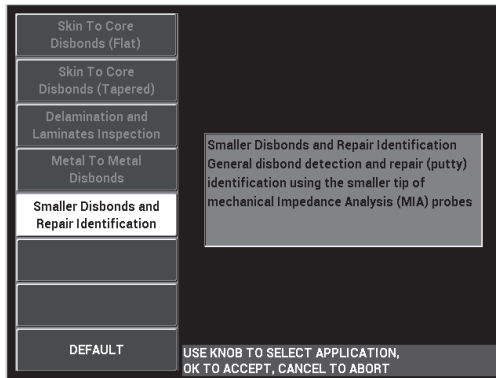 Skin To Core
Disbonds (Flat)
Skin To Core
Disbonds (Tapered)
Delamination and
Laminates Inspection
Metal To Metal
Disbonds
Smaller Disbonds and
Repair Identification
DEFAULT
Smaller Disbonds and Repair Identification
General disbond detection and repair (putty)
identification using the smaller tip of
mechanical Impedance Analysis (MIA) probes
USE KNOB TO SELECT APPLICATION,
OK TO ACCEPT, CANCEL TO ABORT